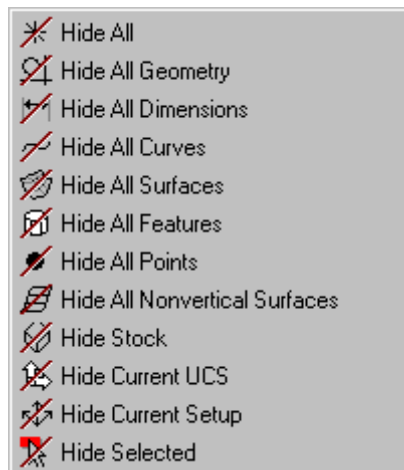 Hide All
Hide All Geometry
Hide All Dimensions
Hide All Curves
Hide All Surfaces
Hide All Features
Hide All Points
Hide All Nonvertical Surfaces
Hide Stock
Hide Current UCS
Hide Current Setup
Hide Selected